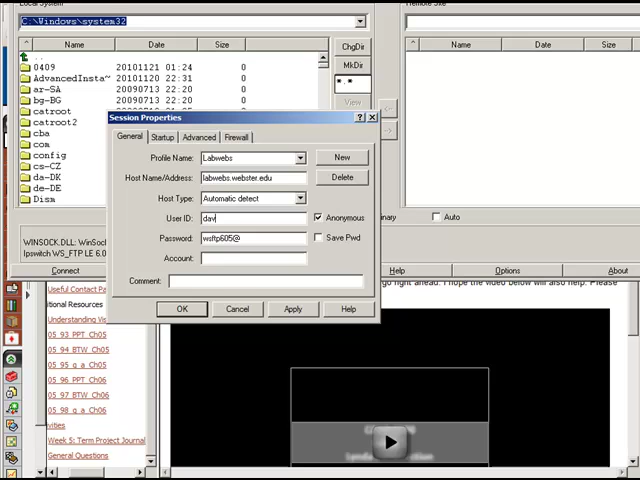 Local System
Remote Site
C:\Windows\system32
Name Date Size
Name Date Size
ChgDir
MkDir
*.*
View
..
0409 20101121 01:24 0
AdvancedInsta~ 20101120 22:31 0
ar-SA 20090713 22:20 0
bg-BG 20090713 22:20 0
catroot
catroot2
cba
com
config
cs-CZ
da-DK
de-DE
Dism
Session Properties
General Startup Advanced Firewall
Profile Name: Labwebs New
Host Name/Address: labwebs.webster.edu Delete
Host Type: Automatic detect
User ID: dav Anonymous
Password: wsftp605@ Save Pwd
Account:
Comment:
OK Cancel Apply Help
Auto
WINSOCK.DLL: WinSoc
Ipswitch WS_FTP LE 6.0
Connect Help Options About
Useful Contact Pa
itional Resources
Understanding Vis
05_93_PPT_Ch05
05_94_BTW_Ch05
05_95_q_a_Ch05
05_96_PPT_Ch06
05_97_BTW_Ch06
05_98_q_a_Ch06
vities
Week 5: Term Project Journal
General Questions
go right ahead. I hope the video below will also help. Please